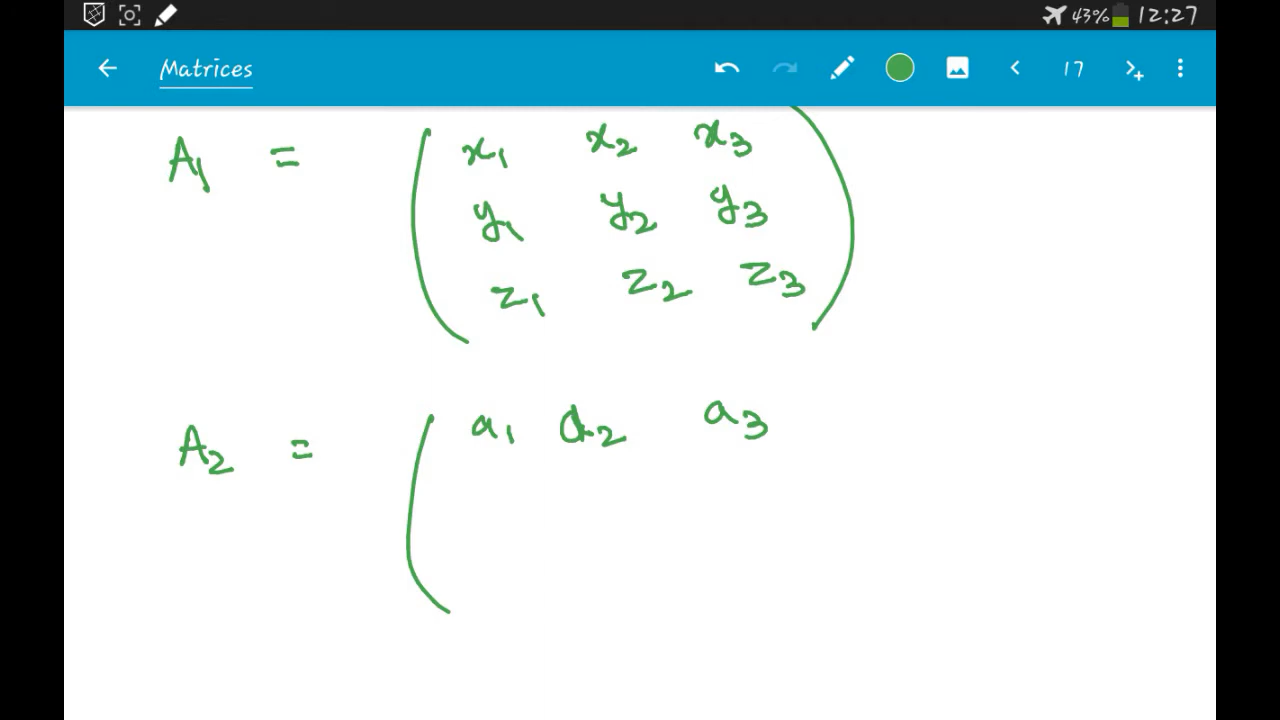 43% 12:27
Matrices 17
A₁ = ( x₁ x₂ x₃
y₁ y₂ y₃
z₁ z₂ z₃ )
A₂ = ( a₁ a₂ a₃